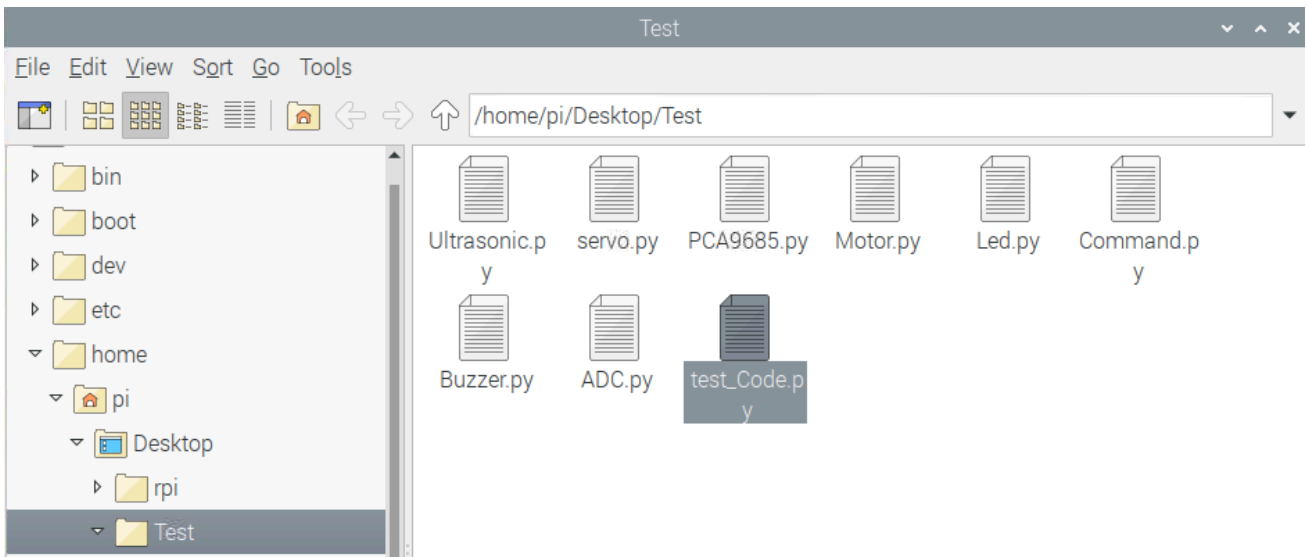 Test
File Edit View Sort Go Tools
/home/pi/Desktop/Test
bin
boot
dev
etc
home
pi
Desktop
rpi
Test
Ultrasonic.p
y
servo.py
PCA9685.py
Motor.py
Led.py
Command.p
y
Buzzer.py
ADC.py
test_Code.p
y